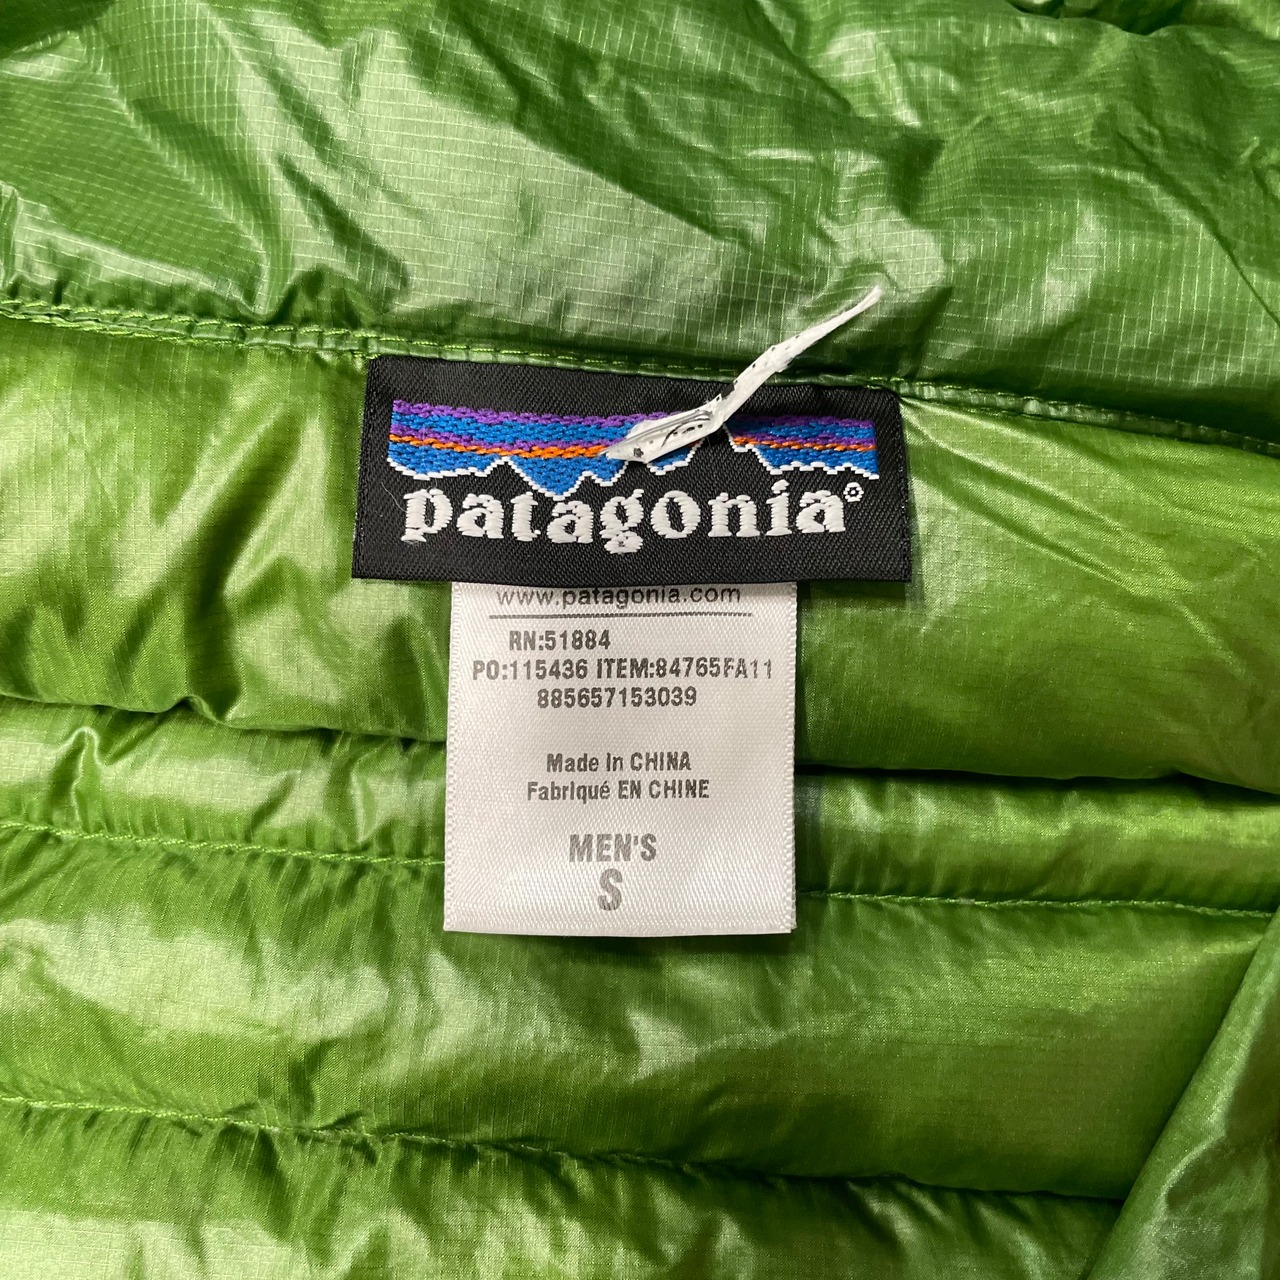 patagonia®
www.patagonia.com
RN:51884
PO:115436 ITEM:84765FA11
885657153039
Made in CHINA
Fabriqué EN CHINE
MEN'S
S